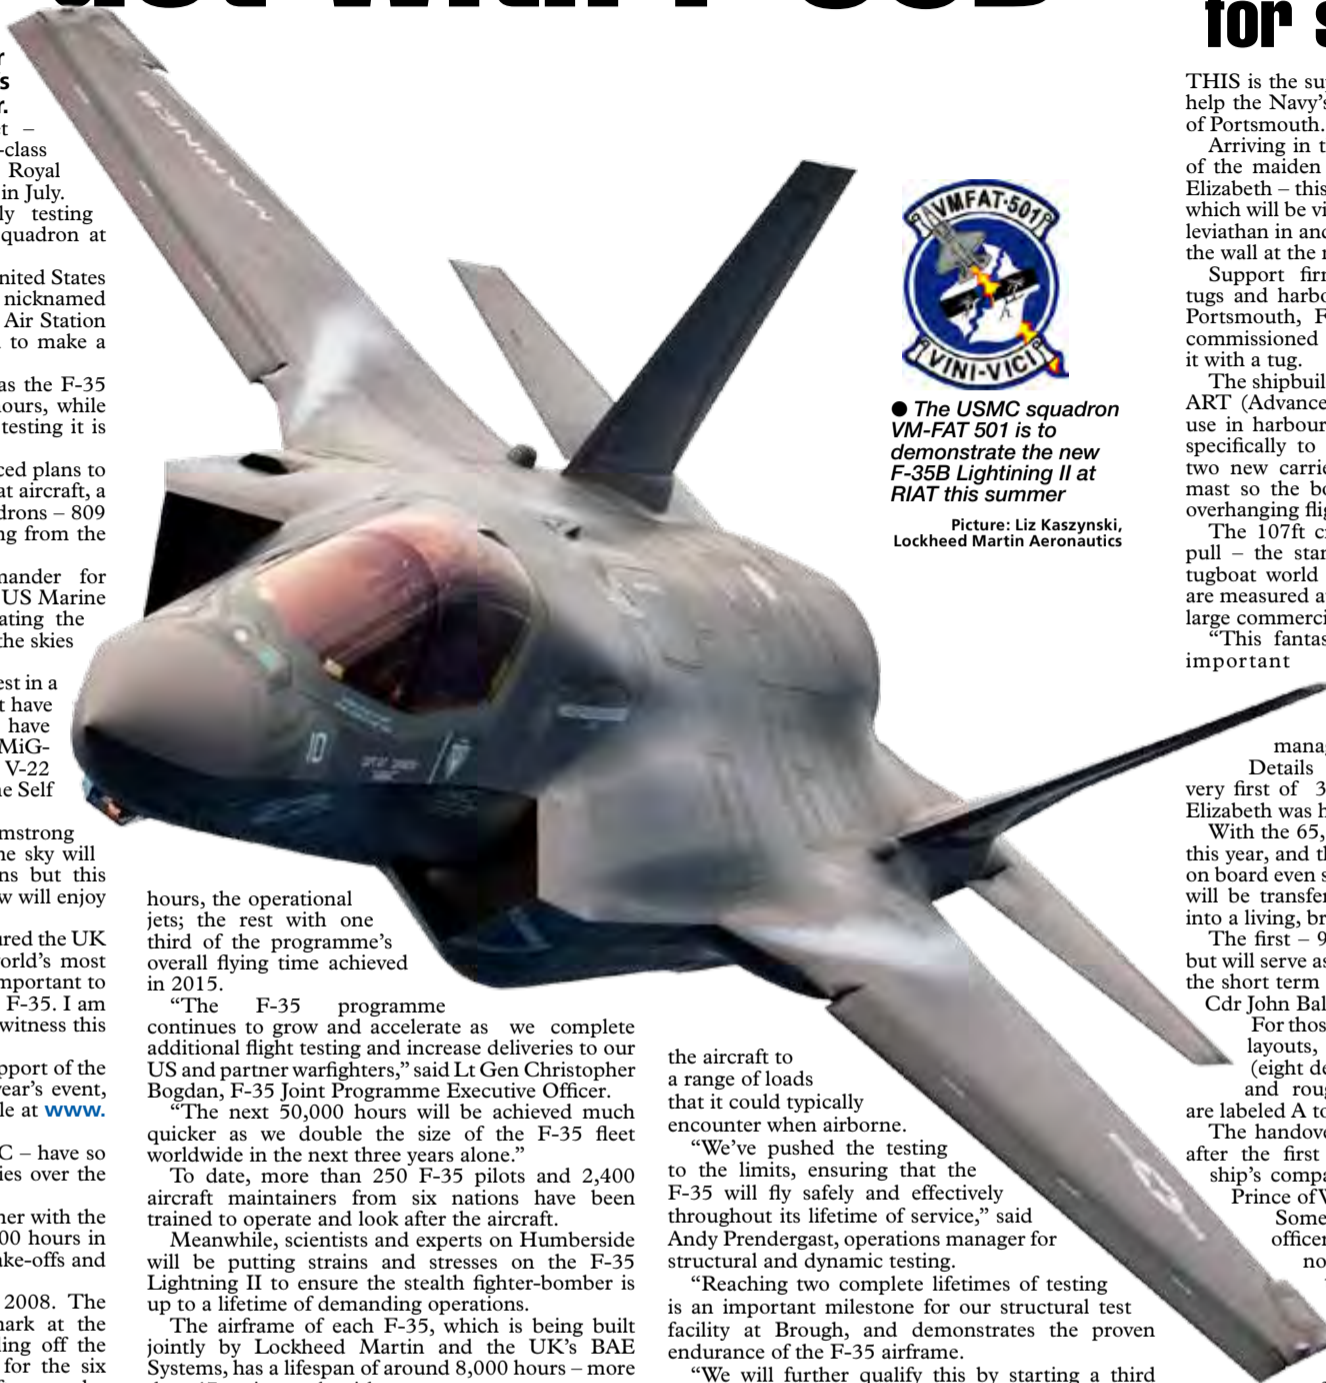 r
s
r.
t –
-class
Royal
in July.
ly testing
quadron at
nited States
nicknamed
Air Station
to make a
as the F-35
ours, while
testing it is
ced plans to
at aircraft, a
drons – 809
ng from the
mander for
US Marine
ating the
the skies
est in a
t have
have
MiG-
V-22
ne Self
mstrong
ne sky will
ns but this
w will enjoy
ured the UK
world's most
mportant to
F-35. I am
witness this
pport of the
year's event,
le at www.
C – have so
ies over the
ner with the
00 hours in
ake-offs and
2008. The
mark at the
ling off the
for the six
hours, the operational
jets; the rest with one
third of the programme's
overall flying time achieved
in 2015.
“The F-35 programme
continues to grow and accelerate as we complete
additional flight testing and increase deliveries to our
US and partner warfighters,” said Lt Gen Christopher
Bogdan, F-35 Joint Programme Executive Officer.
“The next 50,000 hours will be achieved much
quicker as we double the size of the F-35 fleet
worldwide in the next three years alone.”
To date, more than 250 F-35 pilots and 2,400
aircraft maintainers from six nations have been
trained to operate and look after the aircraft.
Meanwhile, scientists and experts on Humberside
will be putting strains and stresses on the F-35
Lightning II to ensure the stealth fighter-bomber is
up to a lifetime of demanding operations.
The airframe of each F-35, which is being built
jointly by Lockheed Martin and the UK's BAE
Systems, has a lifespan of around 8,000 hours – more
MARINES
10
VMFAT-501
VINI-VICI
● The USMC squadron
VM-FAT 501 is to
demonstrate the new
F-35B Lightining II at
RIAT this summer
Picture: Liz Kaszynski,
Lockheed Martin Aeronautics
the aircraft to
a range of loads
that it could typically
encounter when airborne.
“We've pushed the testing
to the limits, ensuring that the
F-35 will fly safely and effectively
throughout its lifetime of service,” said
Andy Prendergast, operations manager for
structural and dynamic testing.
“Reaching two complete lifetimes of testing
is an important milestone for our structural test
facility at Brough, and demonstrates the proven
endurance of the F-35 airframe.
“We will further qualify this by starting a third
for s
THIS is the su
help the Navy's
of Portsmouth.
Arriving in t
of the maiden
Elizabeth – this
which will be vi
leviathan in and
the wall at the
Support firm
tugs and harbo
Portsmouth, F
commissioned
it with a tug.
The shipbuil
ART (Advance
use in harbour
specifically to
two new carrie
mast so the bo
overhanging flig
The 107ft c
pull – the stan
tugboat world
are measured a
large commerci
“This fantas
important
manag
Details
very first of 3
Elizabeth was h
With the 65,
this year, and th
on board even s
will be transfer
into a living, br
The first – 9
but will serve as
the short term
Cdr John Bal
For thos
layouts,
(eight de
and roug
are labeled A to
The handove
after the first
ship's compa
Prince of W
Some
officer
no